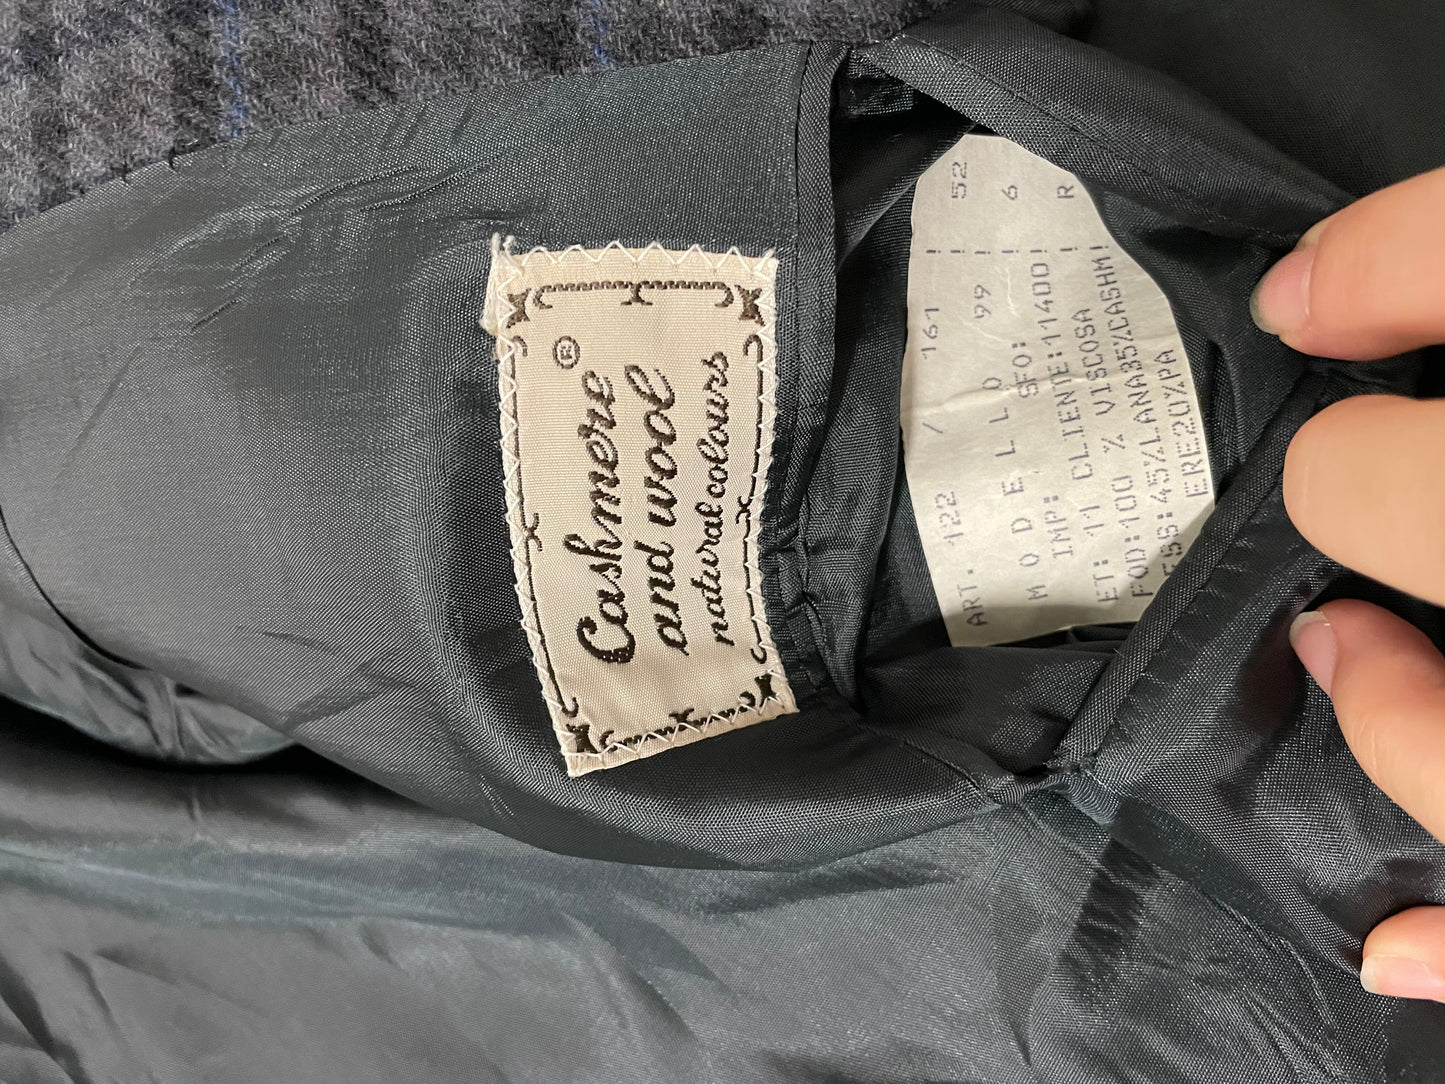 ®
Cashmere
and wool
natural colours
ART. 122 / 161 ! 52
M O D E L L O 99 ! 6
IMP: SFO: !
ET: 11 CLIENTE:11400! R
FOD:100 % VISCOSA !
TESS:45%LANA35%CASHM!
ERE20%PA